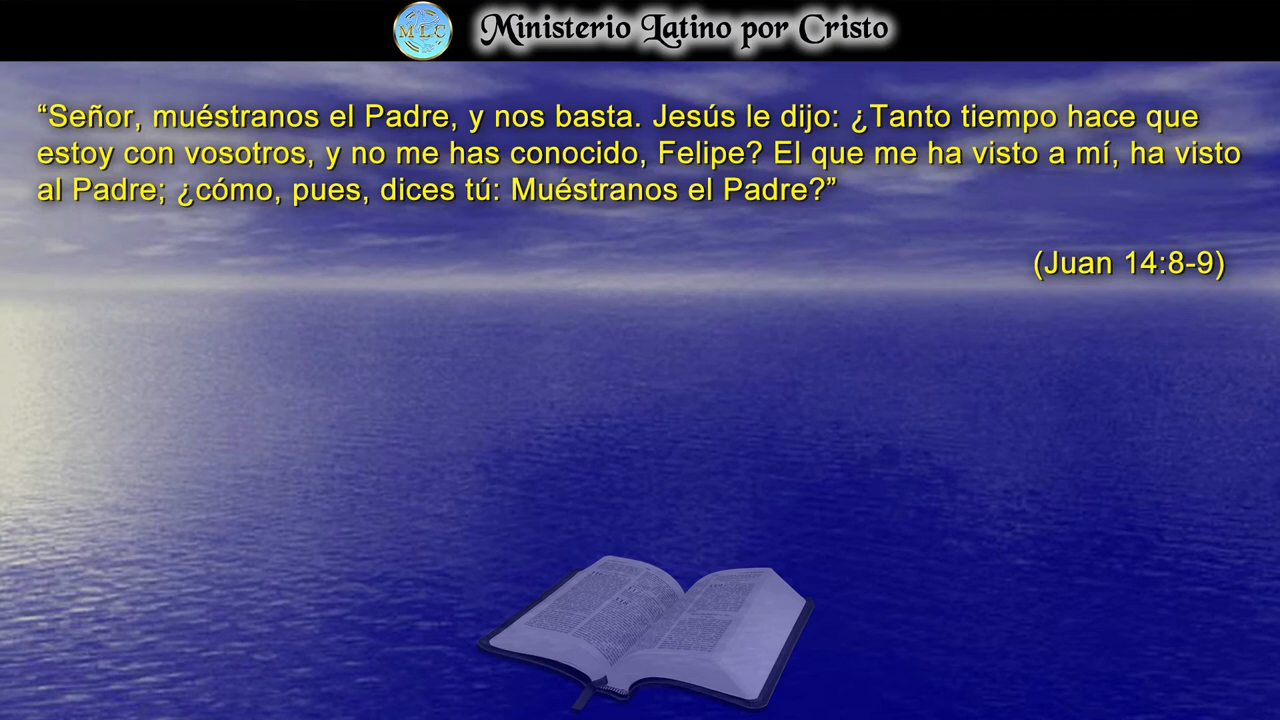 MLC
Ministerio Latino por Cristo
“Señor, muéstranos el Padre, y nos basta. Jesús le dijo: ¿Tanto tiempo hace que
estoy con vosotros, y no me has conocido, Felipe? El que me ha visto a mí, ha visto
al Padre; ¿cómo, pues, dices tú: Muéstranos el Padre?”
(Juan 14:8-9)